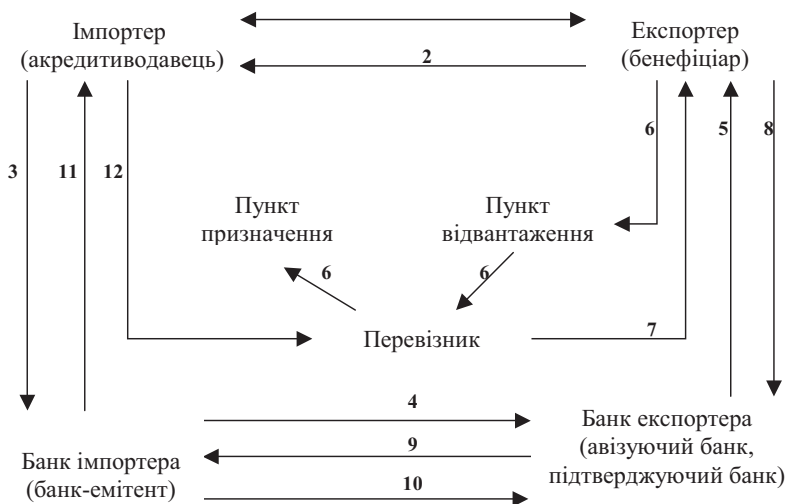 Імпортер
(акредитиводавець)
Експортер
(бенефіціар)
2
3
11
12
6
5
8
Пункт
призначення
Пункт
відвантаження
6
6
Перевізник
7
4
9
10
Банк імпортера
(банк-емітент)
Банк експортера
(авізуючий банк,
підтверджуючий банк)